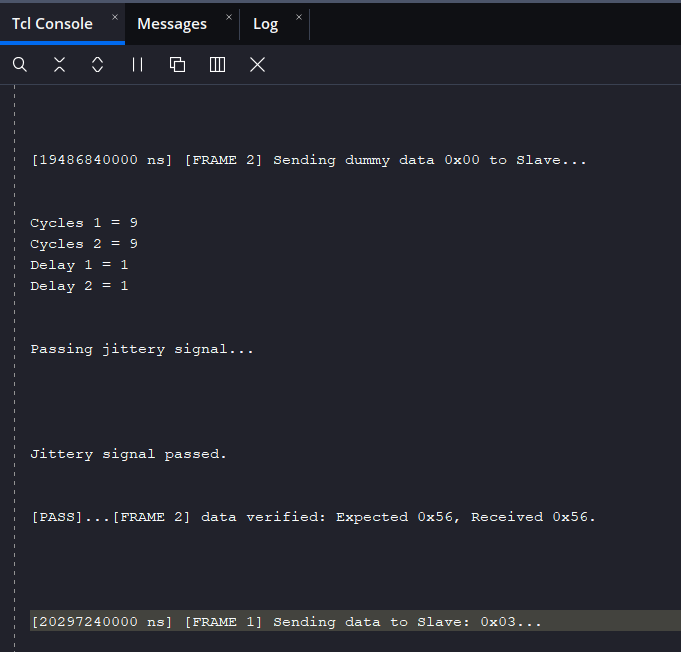 Tcl Console × Messages × Log ×
[19486840000 ns] [FRAME 2] Sending dummy data 0x00 to Slave...
Cycles 1 = 9
Cycles 2 = 9
Delay 1 = 1
Delay 2 = 1
Passing jittery signal...
Jittery signal passed.
[PASS]...[FRAME 2] data verified: Expected 0x56, Received 0x56.
[20297240000 ns] [FRAME 1] Sending data to Slave: 0x03...